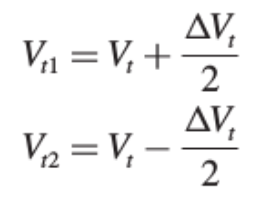 V_{t1} = V_t + \frac{\Delta V_t}{2}
V_{t2} = V_t - \frac{\Delta V_t}{2}